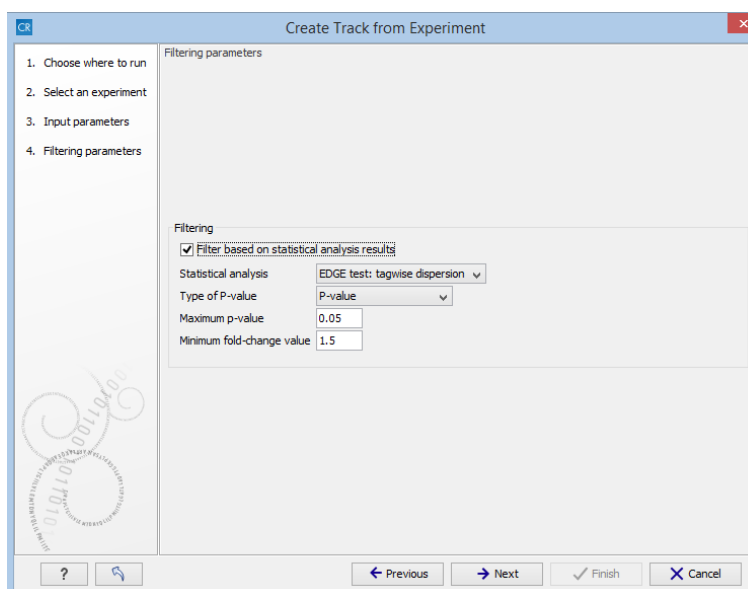 CR
Create Track from Experiment
1. Choose where to run
2. Select an experiment
3. Input parameters
4. Filtering parameters
Filtering parameters
Filtering
Filter based on statistical analysis results
Statistical analysis EDGE test: tagwise dispersion
Type of P-value P-value
Maximum p-value 0.05
Minimum fold-change value 1.5
? Previous Next Finish Cancel